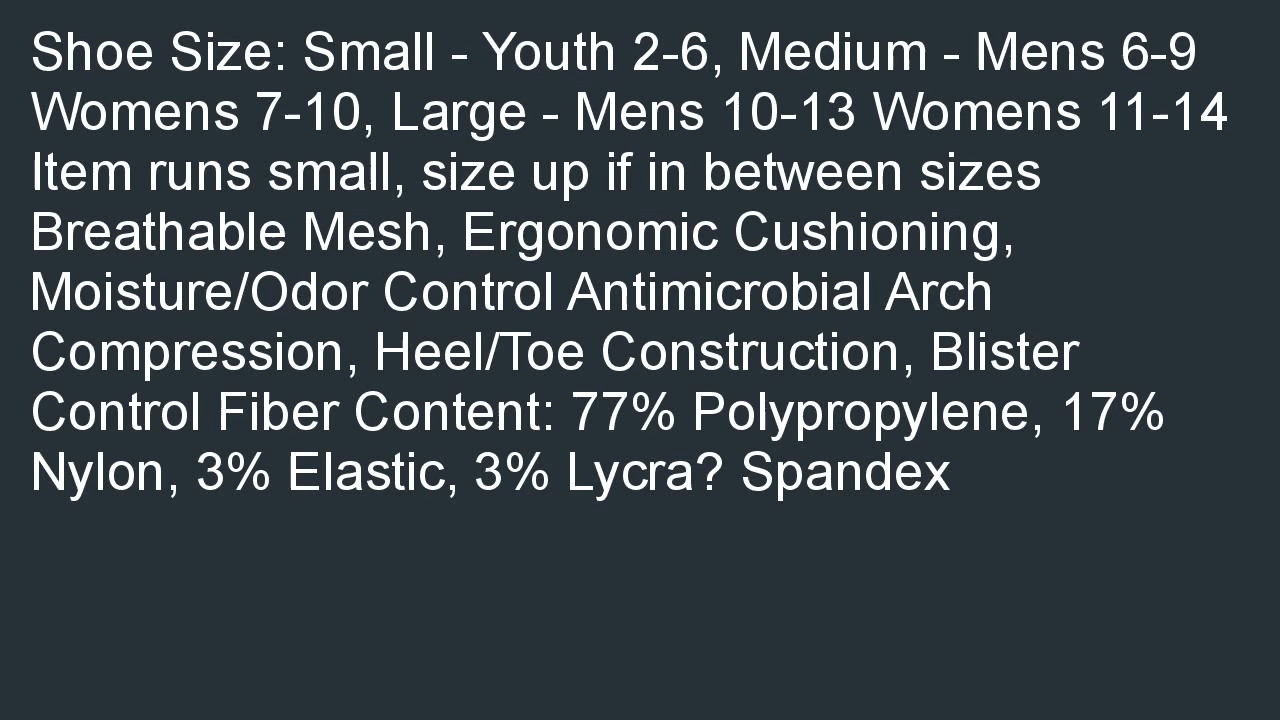 Shoe Size: Small - Youth 2-6, Medium - Mens 6-9
Womens 7-10, Large - Mens 10-13 Womens 11-14
Item runs small, size up if in between sizes
Breathable Mesh, Ergonomic Cushioning,
Moisture/Odor Control Antimicrobial Arch
Compression, Heel/Toe Construction, Blister
Control Fiber Content: 77% Polypropylene, 17%
Nylon, 3% Elastic, 3% Lycra? Spandex